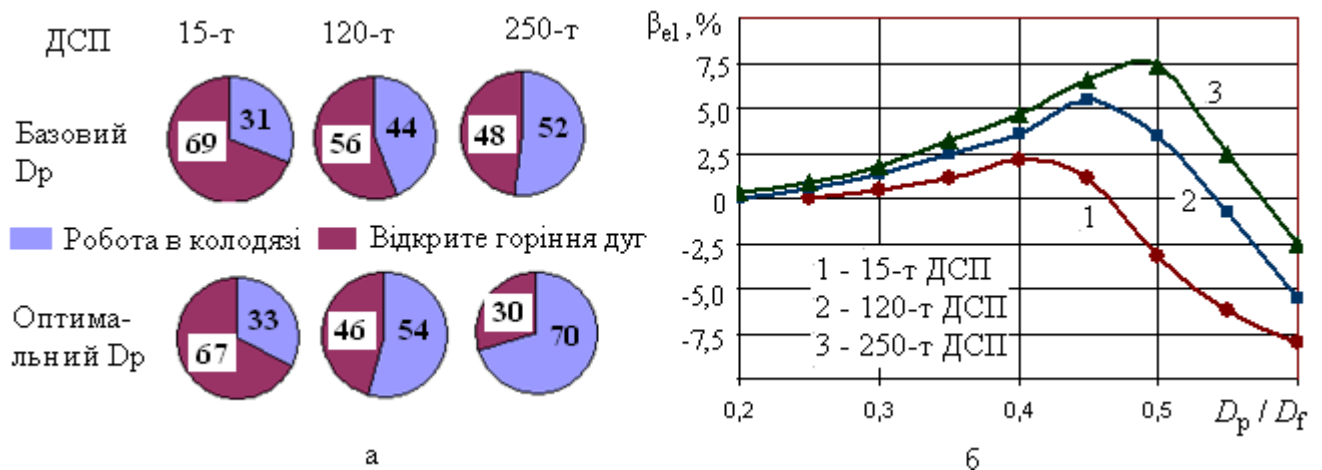 ДСП 15-т 120-т 250-т
Базовий
Dр
69 31
56 44
48 52
Робота в колодязі Відкрите горіння дуг
Оптима-
льний Dр
67 33
46 54
30 70
а
βel, %
7,5
5,0
2,5
0
-2,5
-5,0
-7,5
3
2
1
1 - 15-т ДСП
2 - 120-т ДСП
3 - 250-т ДСП
0,2 0,3 0,4 0,5 Dp / Df
б